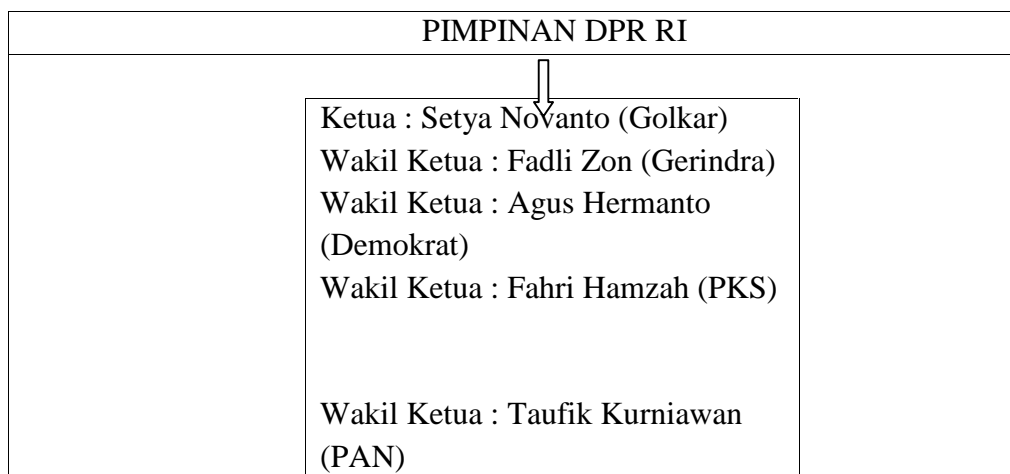 PIMPINAN DPR RI
Ketua : Setya Novanto (Golkar)
Wakil Ketua : Fadli Zon (Gerindra)
Wakil Ketua : Agus Hermanto
(Demokrat)
Wakil Ketua : Fahri Hamzah (PKS)
Wakil Ketua : Taufik Kurniawan
(PAN)